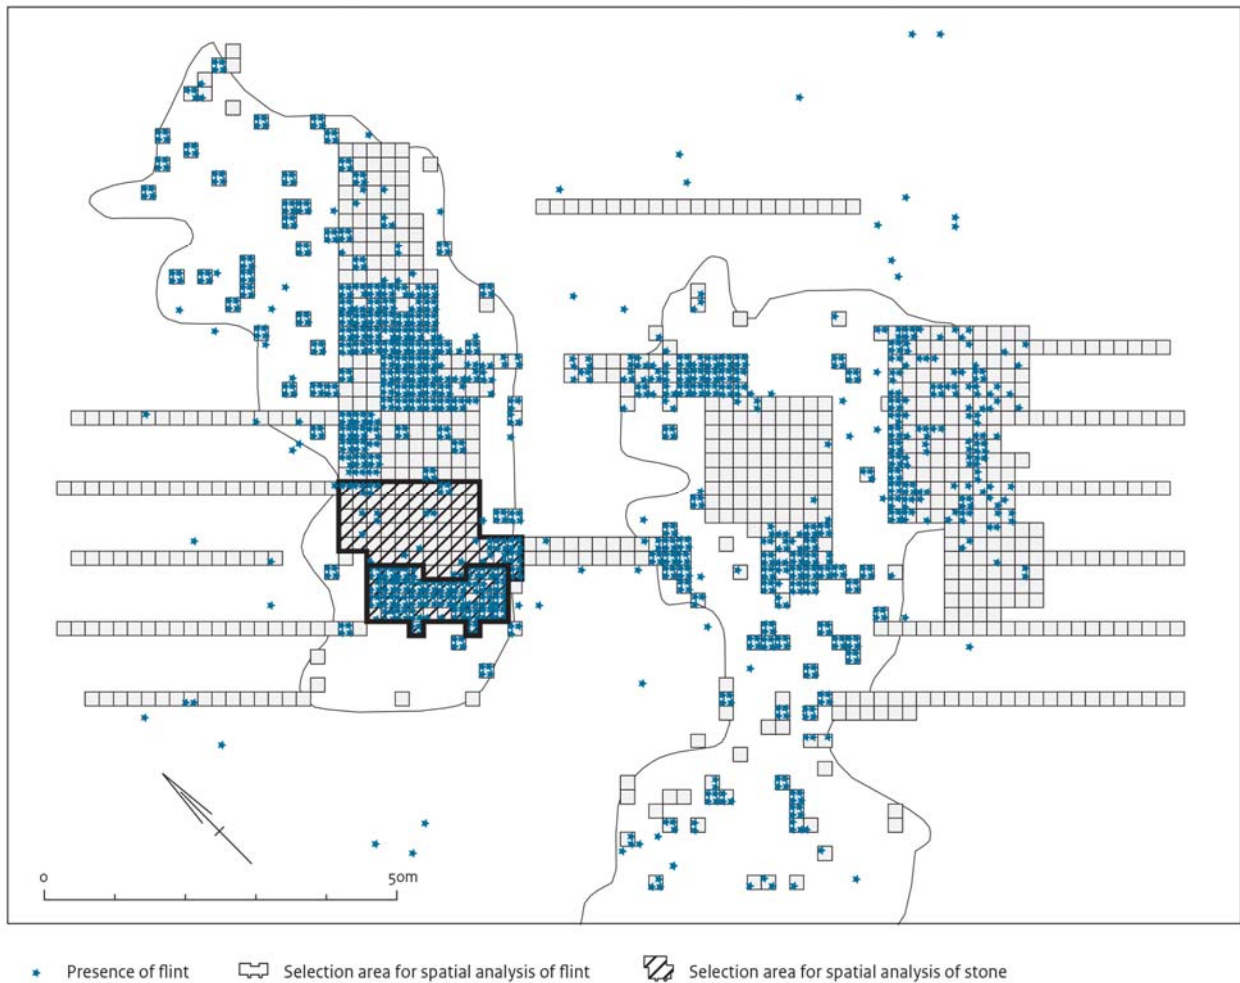 0 50m
Presence of flint Selection area for spatial analysis of flint Selection area for spatial analysis of stone